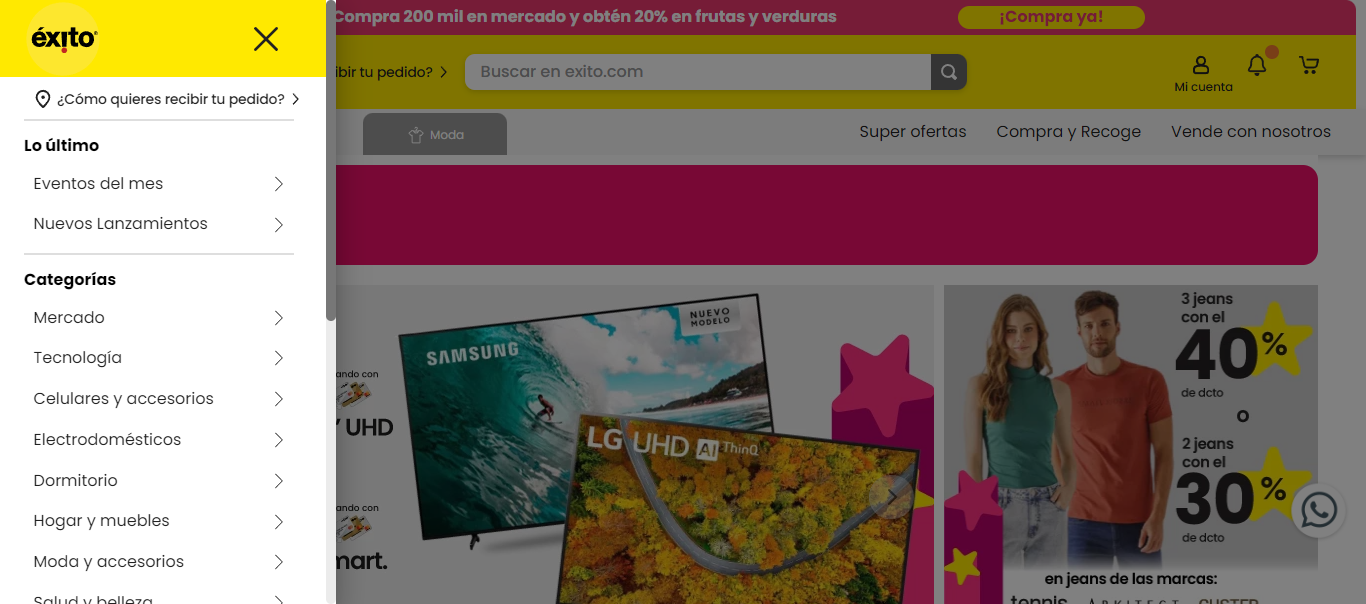 Compra 200 mil en mercado y obtén 20% en frutas y verduras
¡Compra ya!
éxito
ibir tu pedido?
Buscar en exito.com
Mi cuenta
¿Cómo quieres recibir tu pedido?
Moda
Super ofertas
Compra y Recoge
Vende con nosotros
Lo último
Eventos del mes
Nuevos Lanzamientos
Categorías
Mercado
Tecnología
Celulares y accesorios
Electrodomésticos
Dormitorio
Hogar y muebles
Moda y accesorios
Salud y belleza
ando con
Y UHD
ando con
mart.
SAMSUNG
NUEVO
MODELO
LG UHD AI ThinQ
3 jeans
con el
40%
de dcto
o
2 jeans
con el
30%
de dcto
en jeans de las marcas:
tennis ARKITECT CUSTER